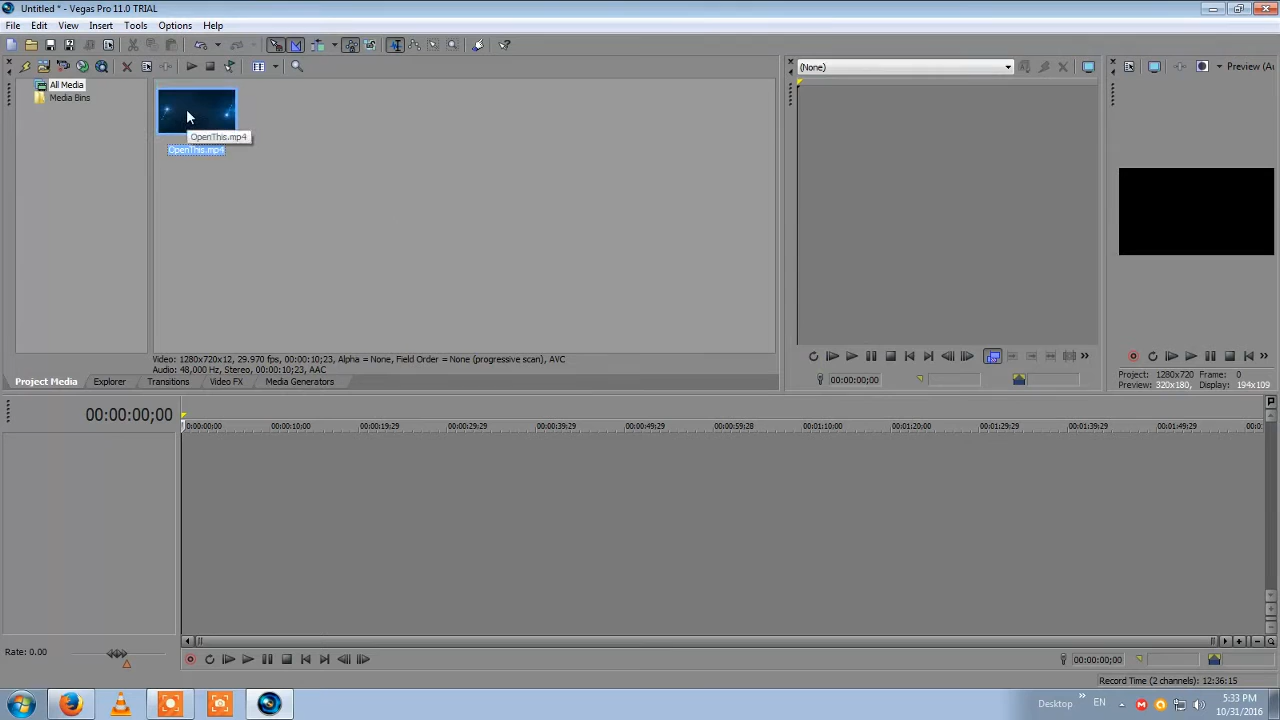 Untitled * - Vegas Pro 11.0 TRIAL
File Edit View Insert Tools Options Help
(None)
Preview (Au
All Media
Media Bins
OpenThis.mp4
OpenThis.mp4
Video: 1280x720x12, 29.970 fps, 00:00:10;23, Alpha = None, Field Order = None (progressive scan), AVC
Audio: 48,000 Hz, Stereo, 00:00:10;23, AAC
Project Media Explorer Transitions Video FX Media Generators
00:00:00;00
Project: 1280x720 Frame: 0
Preview: 320x180, Display: 194x109
00:00:00;00
0:00:00:00 00:00:10:00 00:00:19:29 00:00:29:29 00:00:39:29 00:00:49:29 00:00:59:28 00:01:10:00 00:01:20:00 00:01:29:29 00:01:39:29 00:01:49:29 00:0
Rate: 0.00
00:00:00;00
Record Time (2 channels): 12:36:15
Desktop EN 5:33 PM
10/31/2016